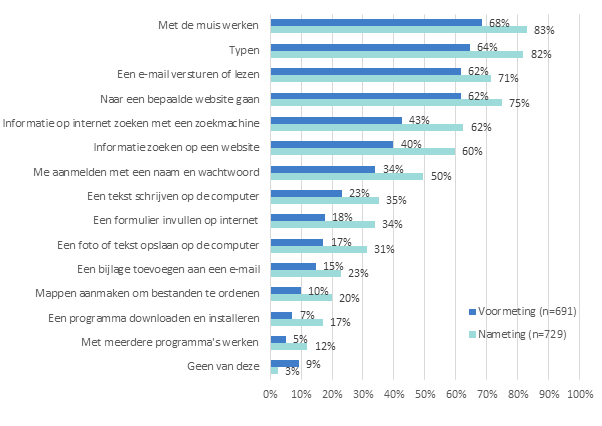 Met de muis werken 68% 83%
Typen 64% 82%
Een e-mail versturen of lezen 62% 71%
Naar een bepaalde website gaan 62% 75%
Informatie op internet zoeken met een zoekmachine 43% 62%
Informatie zoeken op een website 40% 60%
Me aanmelden met een naam en wachtwoord 34% 50%
Een tekst schrijven op de computer 23% 35%
Een formulier invullen op internet 18% 34%
Een foto of tekst opslaan op de computer 17% 31%
Een bijlage toevoegen aan een e-mail 15% 23%
Mappen aanmaken om bestanden te ordenen 10% 20%
Een programma downloaden en installeren 7% 17%
Met meerdere programma's werken 5% 12%
Geen van deze 9% 3%
Voormeting (n=691)
Nameting (n=729)
0% 10% 20% 30% 40% 50% 60% 70% 80% 90% 100%